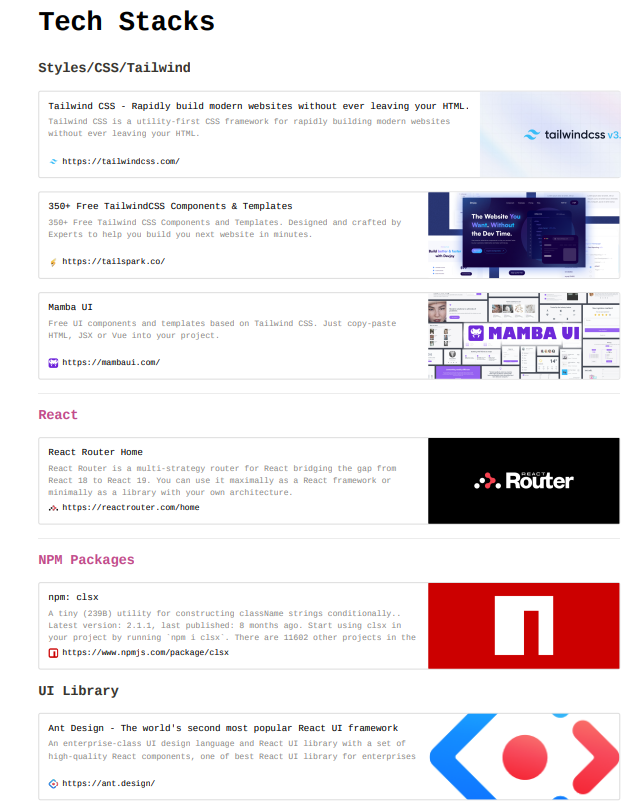 Tech Stacks
Styles/CSS/Tailwind
Tailwind CSS - Rapidly build modern websites without ever leaving your HTML.
Tailwind CSS is a utility-first CSS framework for rapidly building modern websites
without ever leaving your HTML.
https://tailwindcss.com/
tailwindcss v3.
350+ Free TailwindCSS Components & Templates
350+ Free Tailwind CSS Components and Templates. Designed and crafted by
Experts to help you build you next website in minutes.
https://tailspark.co/
The Website You
Want, Without
the Dev Time.
Mamba UI
Free UI components and templates based on Tailwind CSS. Just copy-paste
HTML, JSX or Vue into your project.
https://mambaui.com/
MAMBA UI
React
React Router Home
React Router is a multi-strategy router for React bridging the gap from
React 18 to React 19. You can use it maximally as a React framework or
minimally as a library with your own architecture.
https://reactrouter.com/home
REACT
Router
NPM Packages
npm: clsx
A tiny (239B) utility for constructing className strings conditionally..
Latest version: 2.1.1, last published: 8 months ago. Start using clsx in
your project by running `npm i clsx`. There are 11602 other projects in the
https://www.npmjs.com/package/clsx
UI Library
Ant Design - The world's second most popular React UI framework
An enterprise-class UI design language and React UI library with a set of
high-quality React components, one of best React UI library for enterprises
https://ant.design/